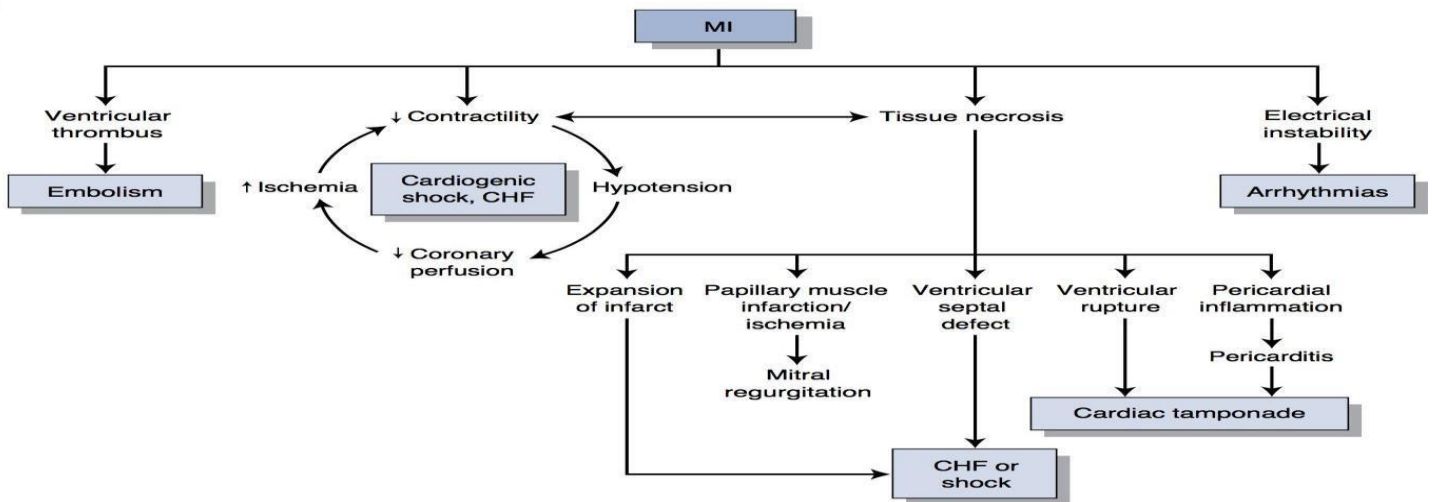 MI
Ventricular
thrombus
Embolism
↓ Contractility
↑ Ischemia
Cardiogenic
shock, CHF
Hypotension
↓ Coronary
perfusion
Tissue necrosis
Electrical
instability
Arrhythmias
Expansion
of infarct
Papillary muscle
infarction/
ischemia
Mitral
regurgitation
Ventricular
septal
defect
Ventricular
rupture
Pericardial
inflammation
Pericarditis
Cardiac tamponade
CHF or
shock